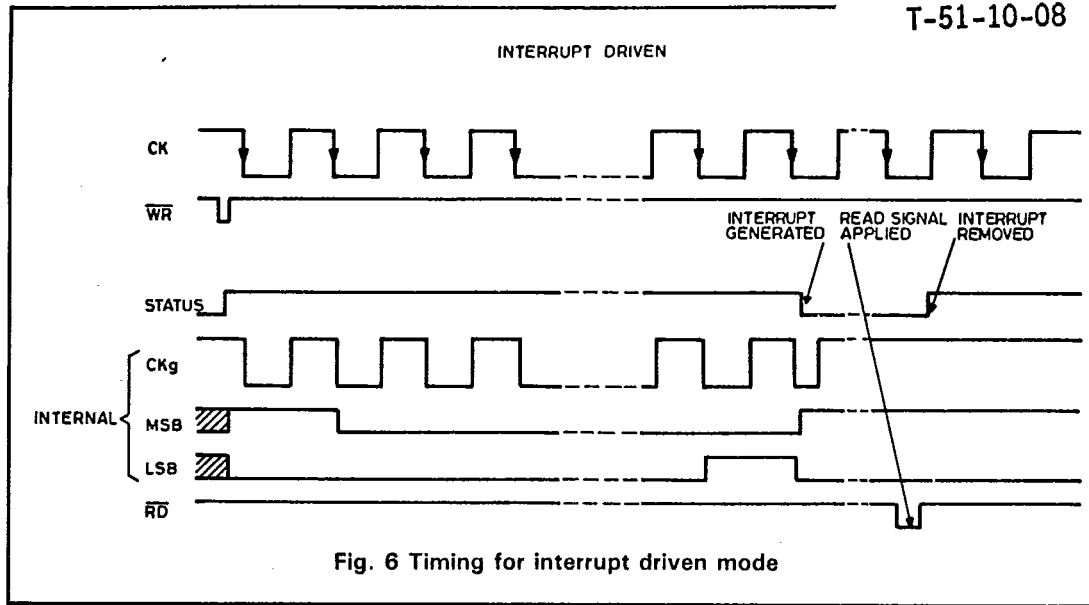 T-51-10-08
INTERRUPT DRIVEN
CK
WR
INTERRUPT GENERATED
READ SIGNAL APPLIED
INTERRUPT REMOVED
STATUS
INTERNAL
CKg
MSB
LSB
RD
Fig. 6 Timing for interrupt driven mode